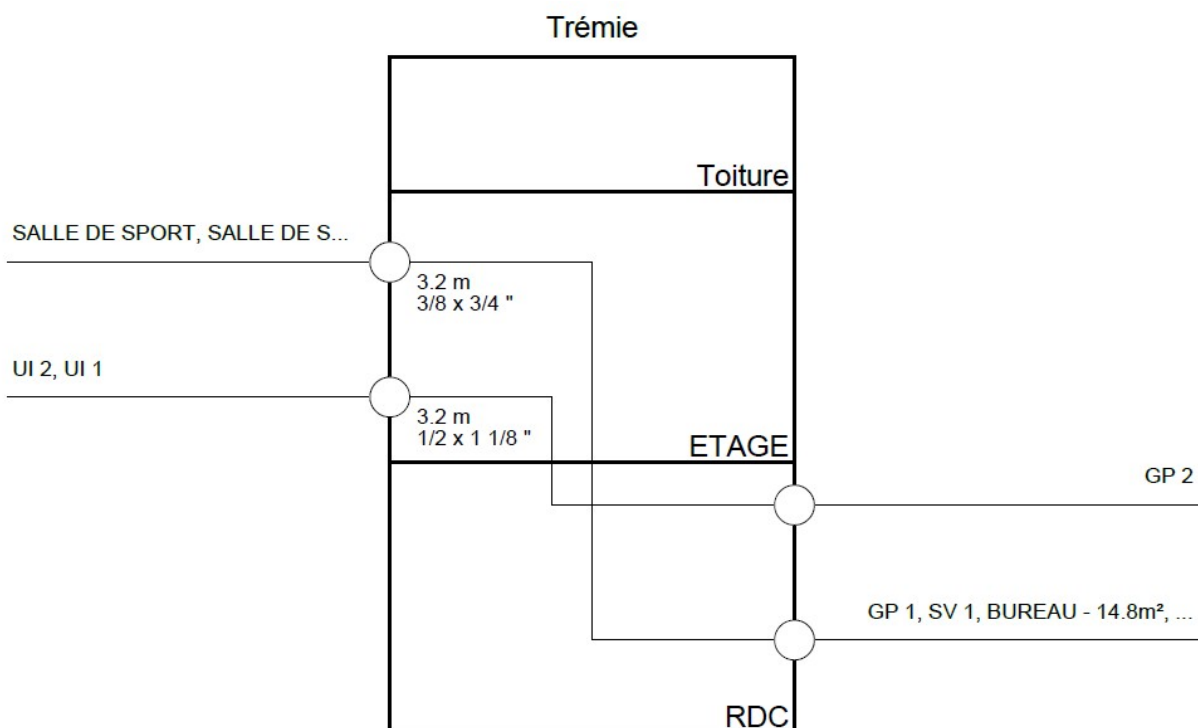 Trémie
Toiture
SALLE DE SPORT, SALLE DE S...
3.2 m
3/8 x 3/4 "
UI 2, UI 1
3.2 m
1/2 x 1 1/8 "
ETAGE
GP 2
GP 1, SV 1, BUREAU - 14.8m², ...
RDC